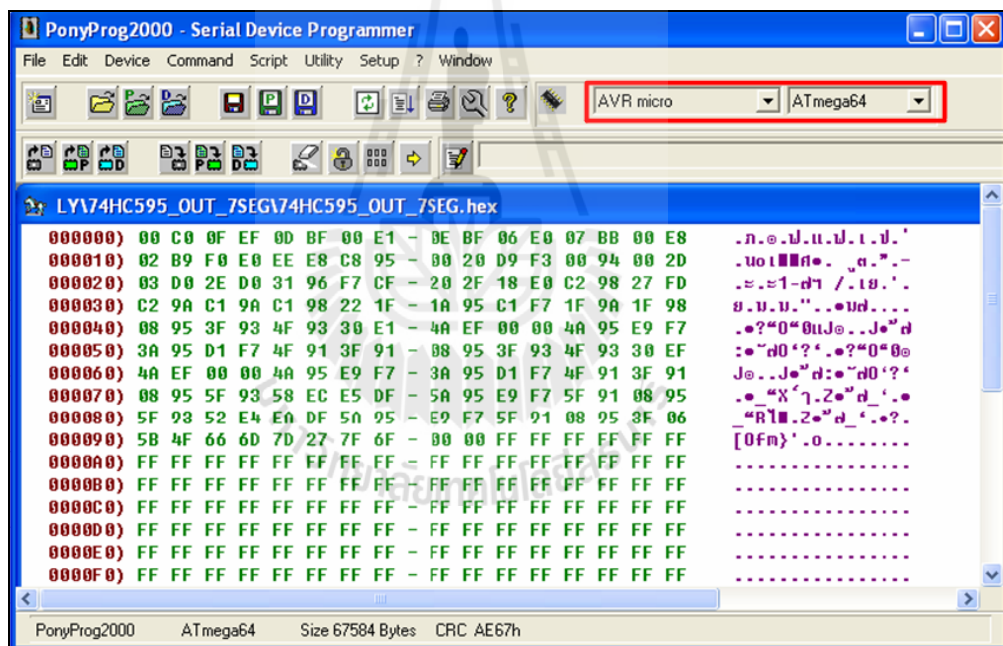 PonyProg2000 - Serial Device Programmer
File Edit Device Command Script Utility Setup ? Window
AVR micro ATmega64
LY\74HC595_OUT_7SEG\74HC595_OUT_7SEG.hex
000000) 00 C0 0F EF 0D BF 00 E1 - 0E BF 06 E0 07 BB 00 E8
000010) 02 B9 F0 E0 EE E8 C8 95 - 00 20 D9 F3 00 94 00 2D
000020) 03 D0 2E D0 31 96 F7 CF - 20 2F 18 E0 C2 98 27 FD
000030) C2 9A C1 9A C1 98 22 1F - 1A 95 C1 F7 1F 9A 1F 98
000040) 08 95 3F 93 4F 93 30 E1 - 4A EF 00 00 4A 95 E9 F7
000050) 3A 95 D1 F7 4F 91 3F 91 - 08 95 3F 93 4F 93 30 EF
000060) 4A EF 00 00 4A 95 E9 F7 - 3A 95 D1 F7 4F 91 3F 91
000070) 08 95 5F 93 58 EC E5 DF - 5A 95 E9 F7 5F 91 08 95
000080) 5F 93 52 E4 EA DF 5A 95 - E9 F7 5F 91 08 95 3F 06
000090) 5B 4F 66 6D 7D 27 7F 6F - 00 00 FF FF FF FF FF FF [Ofm}'.o........
0000A0) FF FF FF FF FF FF FF FF - FF FF FF FF FF FF FF FF ................
0000B0) FF FF FF FF FF FF FF FF - FF FF FF FF FF FF FF FF ................
0000C0) FF FF FF FF FF FF FF FF - FF FF FF FF FF FF FF FF ................
0000D0) FF FF FF FF FF FF FF FF - FF FF FF FF FF FF FF FF ................
0000E0) FF FF FF FF FF FF FF FF - FF FF FF FF FF FF FF FF ................
0000F0) FF FF FF FF FF FF FF FF - FF FF FF FF FF FF FF FF ................
PonyProg2000 ATmega64 Size 67584 Bytes CRC AE67h